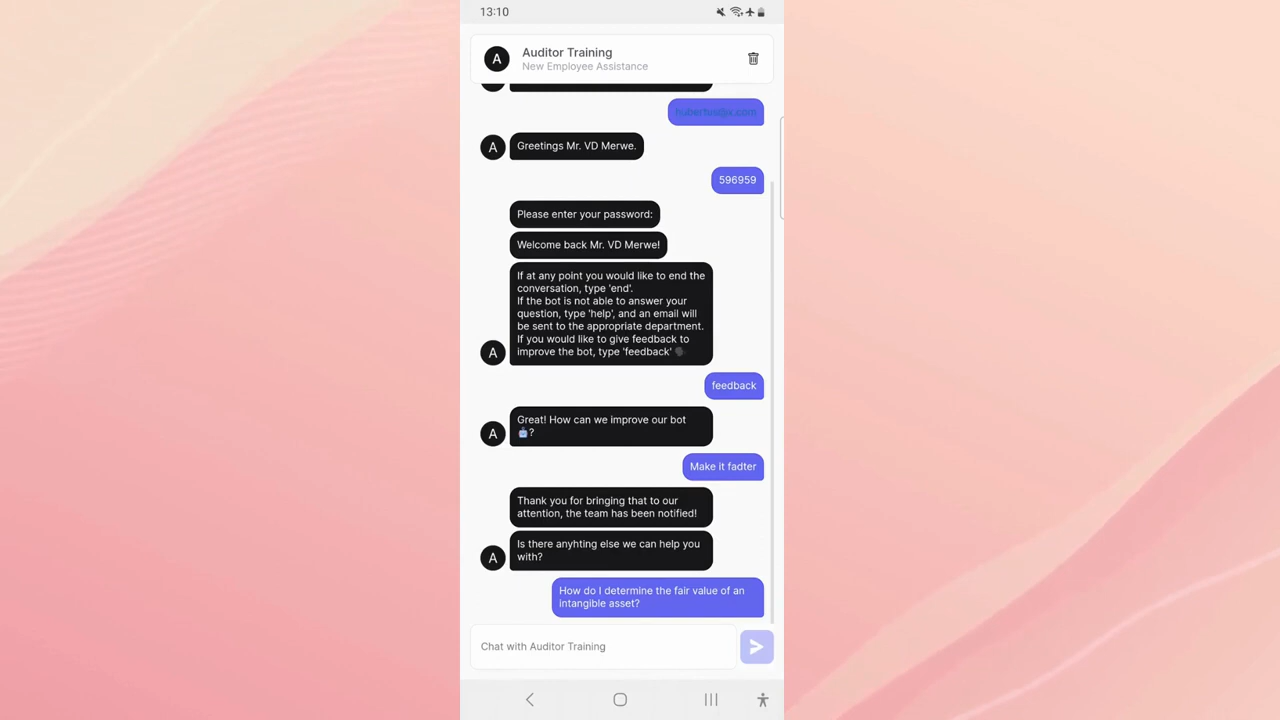 13:10
A
Auditor Training
New Employee Assistance
hubertus@x.com
A
Greetings Mr. VD Merwe.
596959
Please enter your password:
Welcome back Mr. VD Merwe!
If at any point you would like to end the
conversation, type 'end'.
If the bot is not able to answer your
question, type 'help', and an email will
be sent to the appropriate department.
If you would like to give feedback to
improve the bot, type 'feedback'
A
feedback
Great! How can we improve our bot
?
A
Make it fadter
Thank you for bringing that to our
attention, the team has been notified!
Is there anyhting else we can help you
with?
A
How do I determine the fair value of an
intangible asset?
Chat with Auditor Training